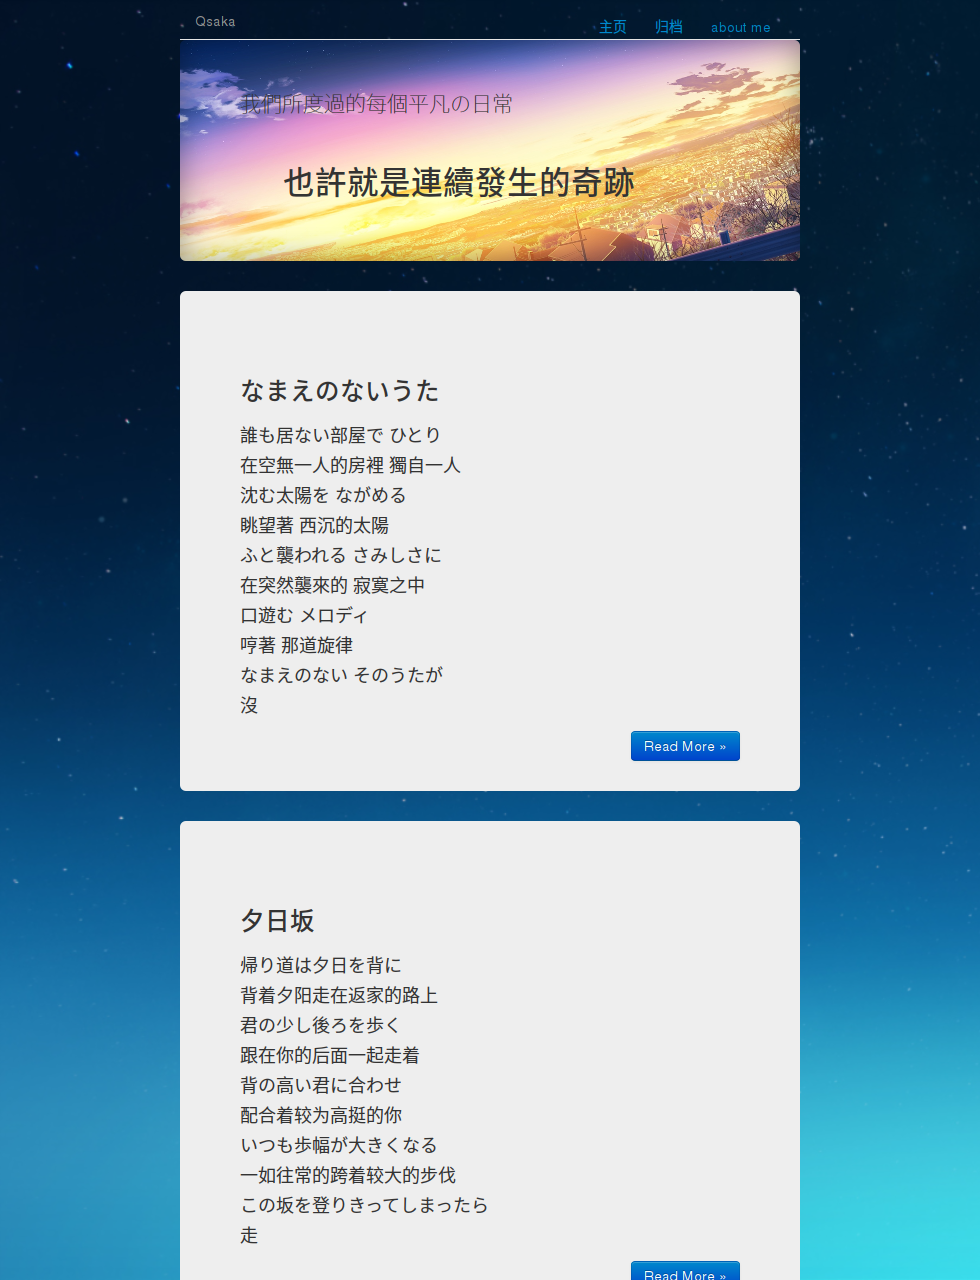 Qsaka
主页 归档 about me
我們所度過的每個平凡の日常
也許就是連續發生的奇跡
なまえのないうた
誰も居ない部屋で ひとり
在空無一人的房裡 獨自一人
沈む太陽を ながめる
眺望著 西沉的太陽
ふと襲われる さみしさに
在突然襲來的 寂寞之中
口遊む メロディ
哼著 那道旋律
なまえのない そのうたが
沒
Read More »
夕日坂
帰り道は夕日を背に
背着夕阳走在返家的路上
君の少し後ろを歩く
跟在你的后面一起走着
背の高い君に合わせ
配合着较为高挺的你
いつも歩幅が大きくなる
一如往常的跨着较大的步伐
この坂を登りきってしまったら
走
Read More »